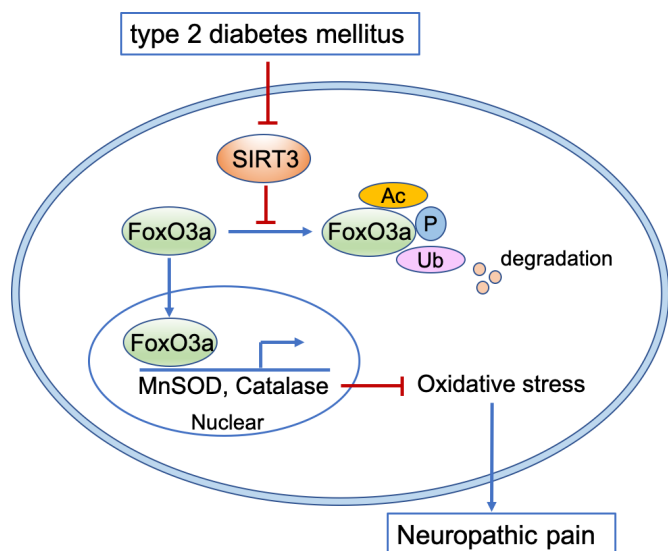 type 2 diabetes mellitus
SIRT3
Ac
FoxO3a
FoxO3a
P
Ub
degradation
FoxO3a
MnSOD, Catalase
Oxidative stress
Nuclear
Neuropathic pain